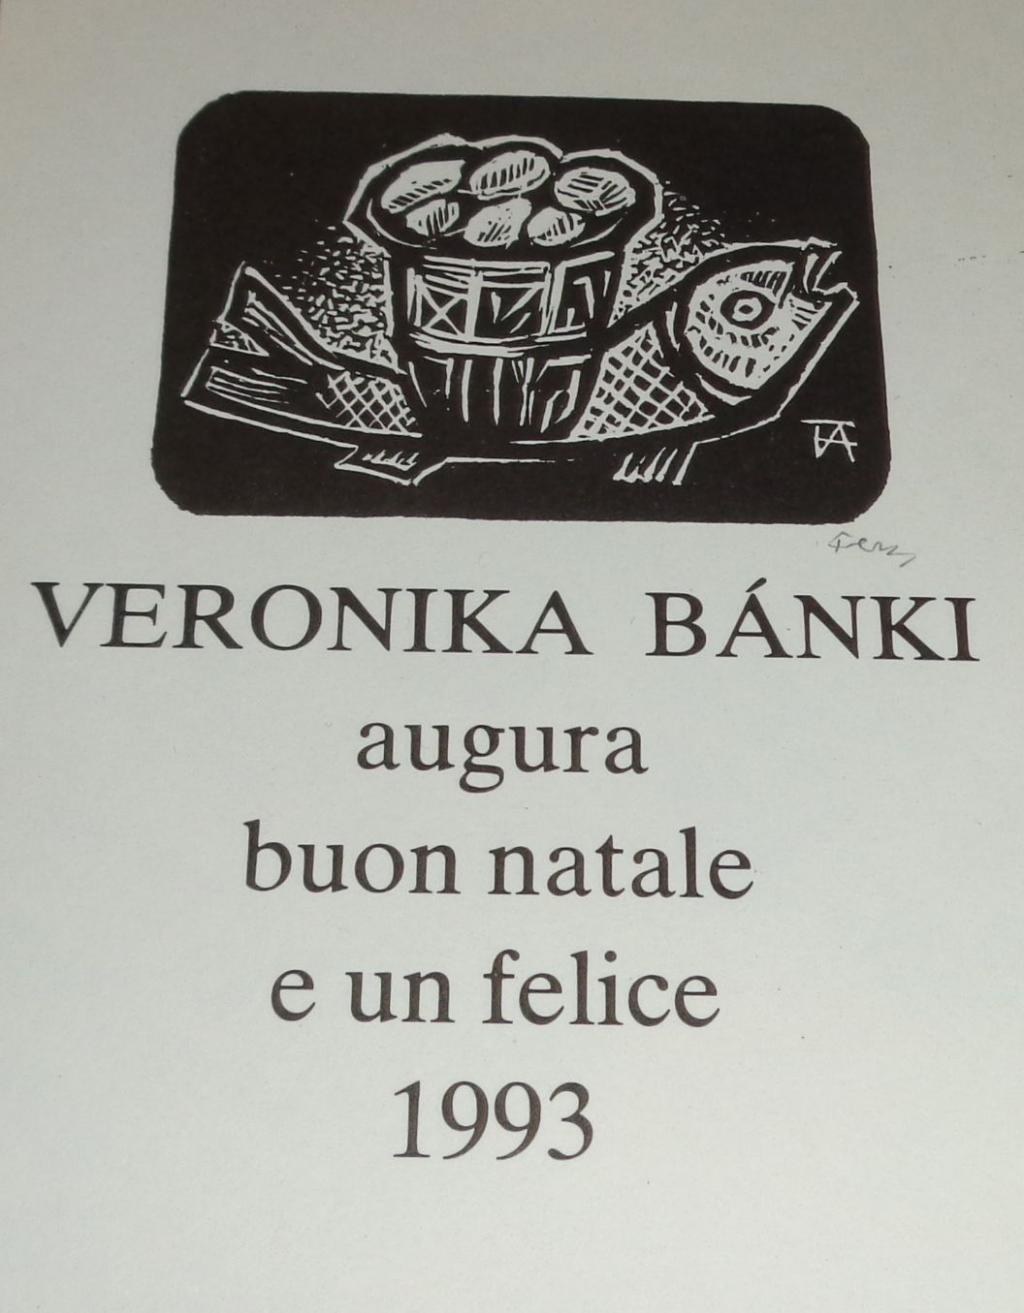 VERONIKA BÁNKI
augura
buon natale
e un felice
1993